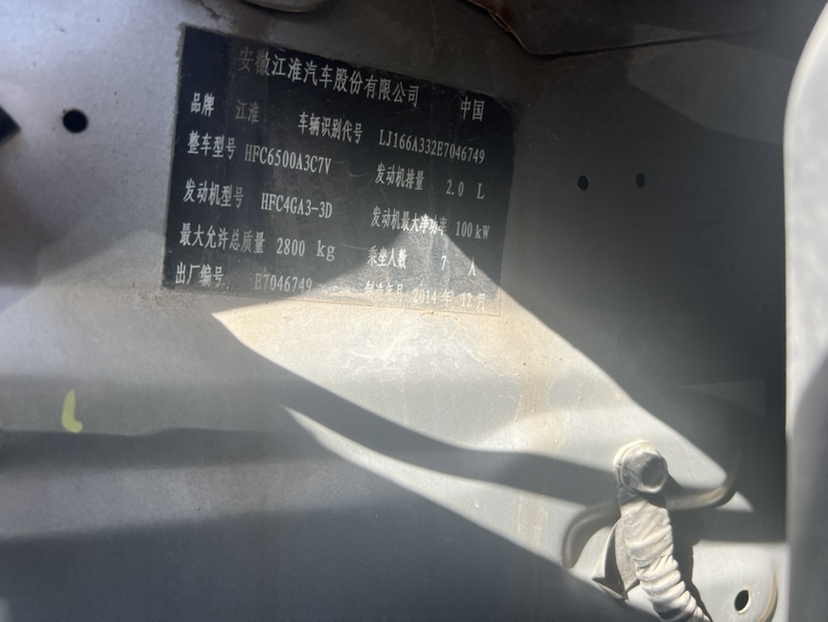 安徽江淮汽车股份有限公司 中国
品牌 江淮 车辆识别代号 LJ166A332E7046749
整车型号 HFC6500A3C7V 发动机排量 2.0 L
发动机型号 HFC4GA3-3D 发动机最大净功率 100 kW
最大允许总质量 2800 kg 乘坐人数 7 人
出厂编号: E7046749 制造年月 2014 年 12 月